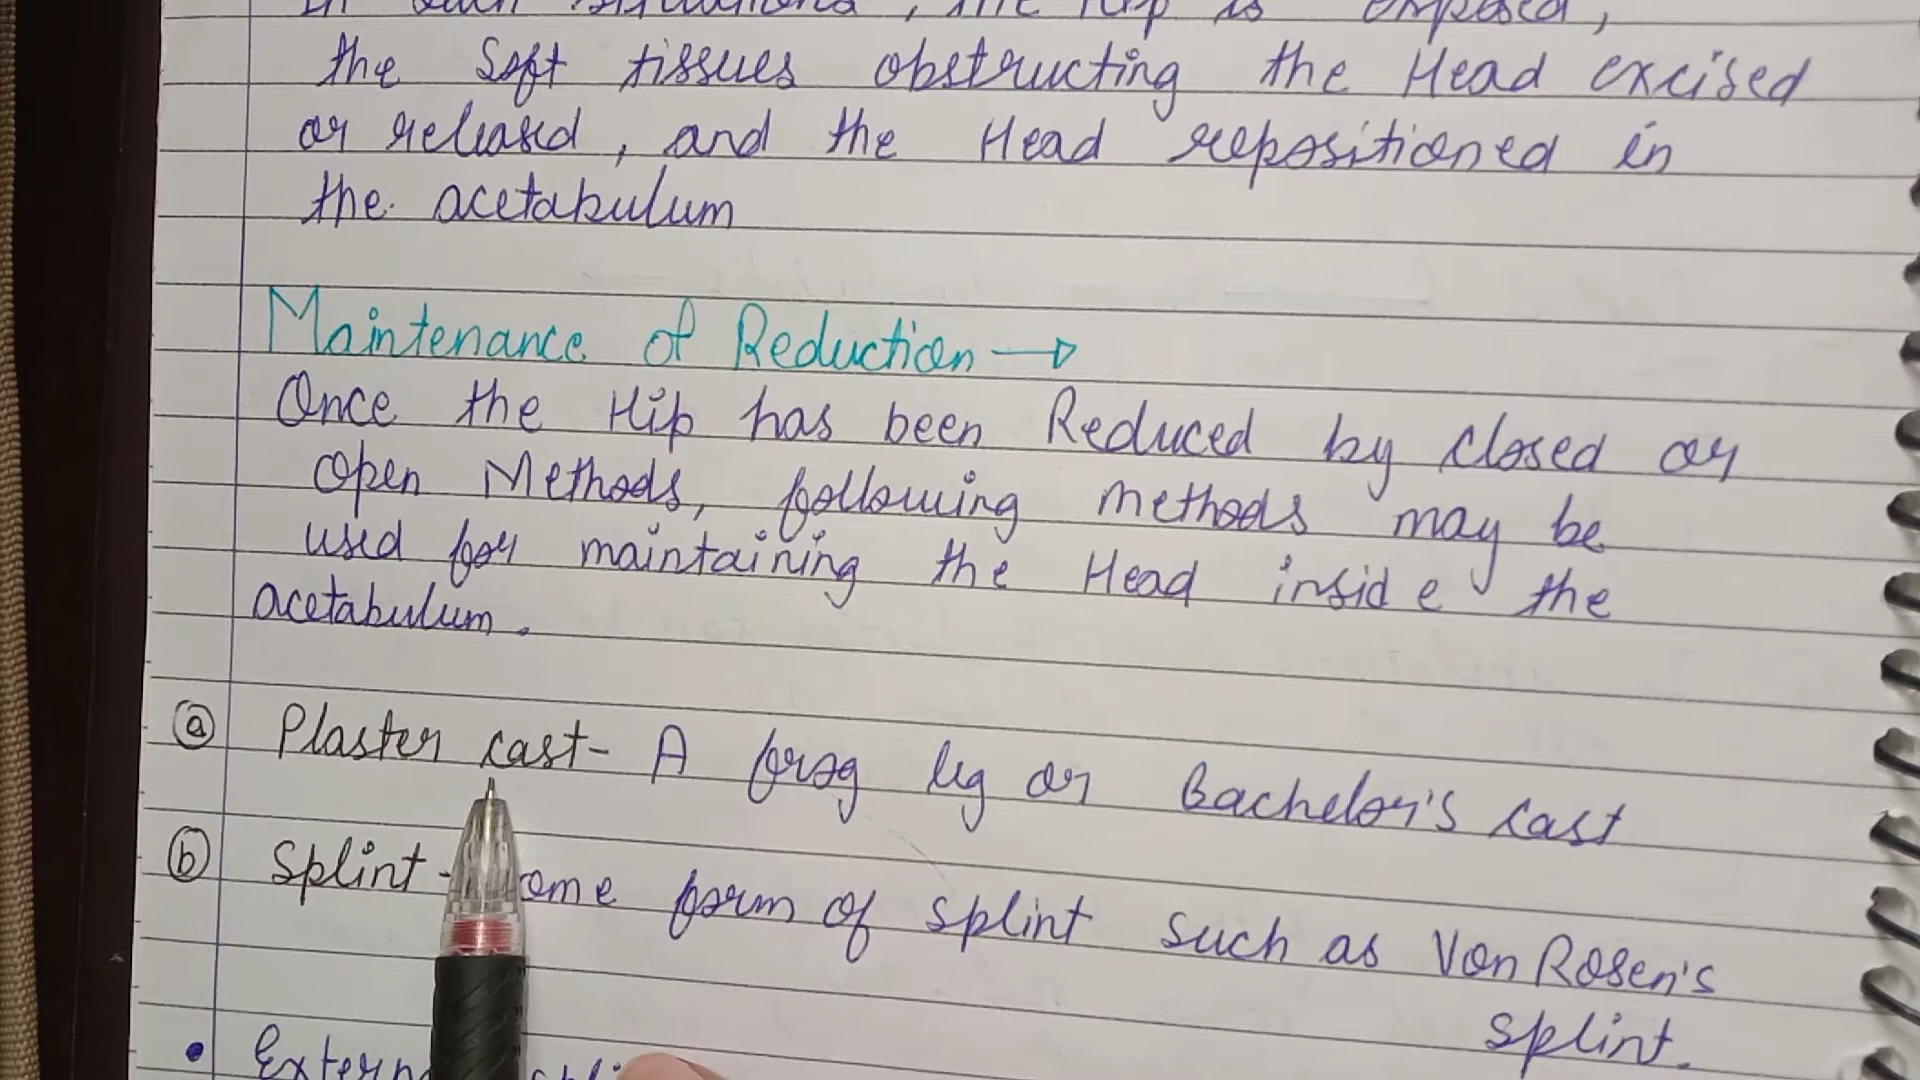 the Soft tissues obstructing the Head excised
or released, and the Head repositioned in
the. acetabulum
Maintenance of Reduction
Once the Hip has been Reduced by closed or
open Methods, following methods may be
used for maintaining the Head inside the
acetabulum.
ⓐ Plaster cast- A frog leg or Bachelor's cast
ⓑ Splint- form of splint such as Von Rosen's
splint.